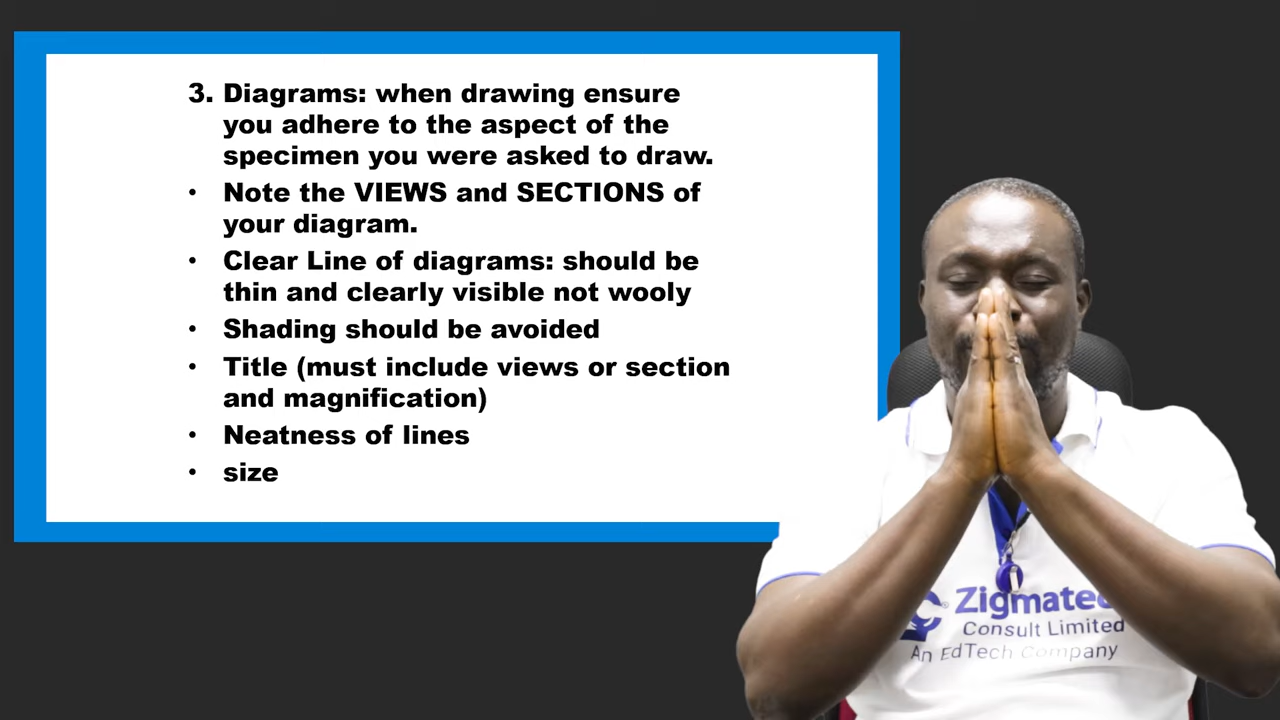 3. Diagrams: when drawing ensure
you adhere to the aspect of the
specimen you were asked to draw.
• Note the VIEWS and SECTIONS of
your diagram.
• Clear Line of diagrams: should be
thin and clearly visible not wooly
• Shading should be avoided
• Title (must include views or section
and magnification)
• Neatness of lines
• size
Consult Limited
An EdTech Company